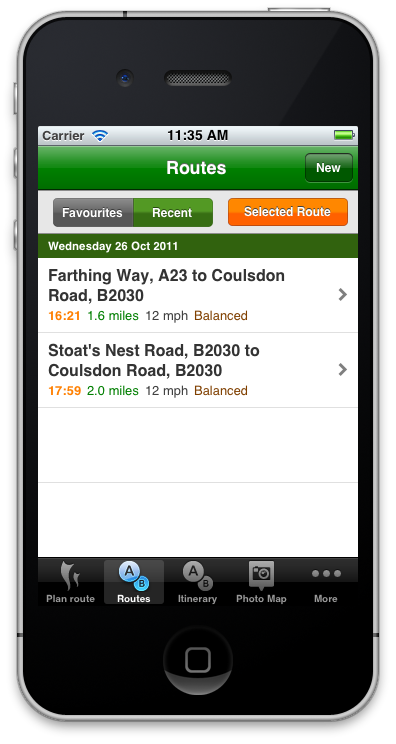 Carrier 11:35 AM
Routes New
Favourites Recent Selected Route
Wednesday 26 Oct 2011
Farthing Way, A23 to Coulsdon
Road, B2030
16:21 1.6 miles 12 mph Balanced
Stoat's Nest Road, B2030 to
Coulsdon Road, B2030
17:59 2.0 miles 12 mph Balanced
A B A B
Plan route Routes Itinerary Photo Map More